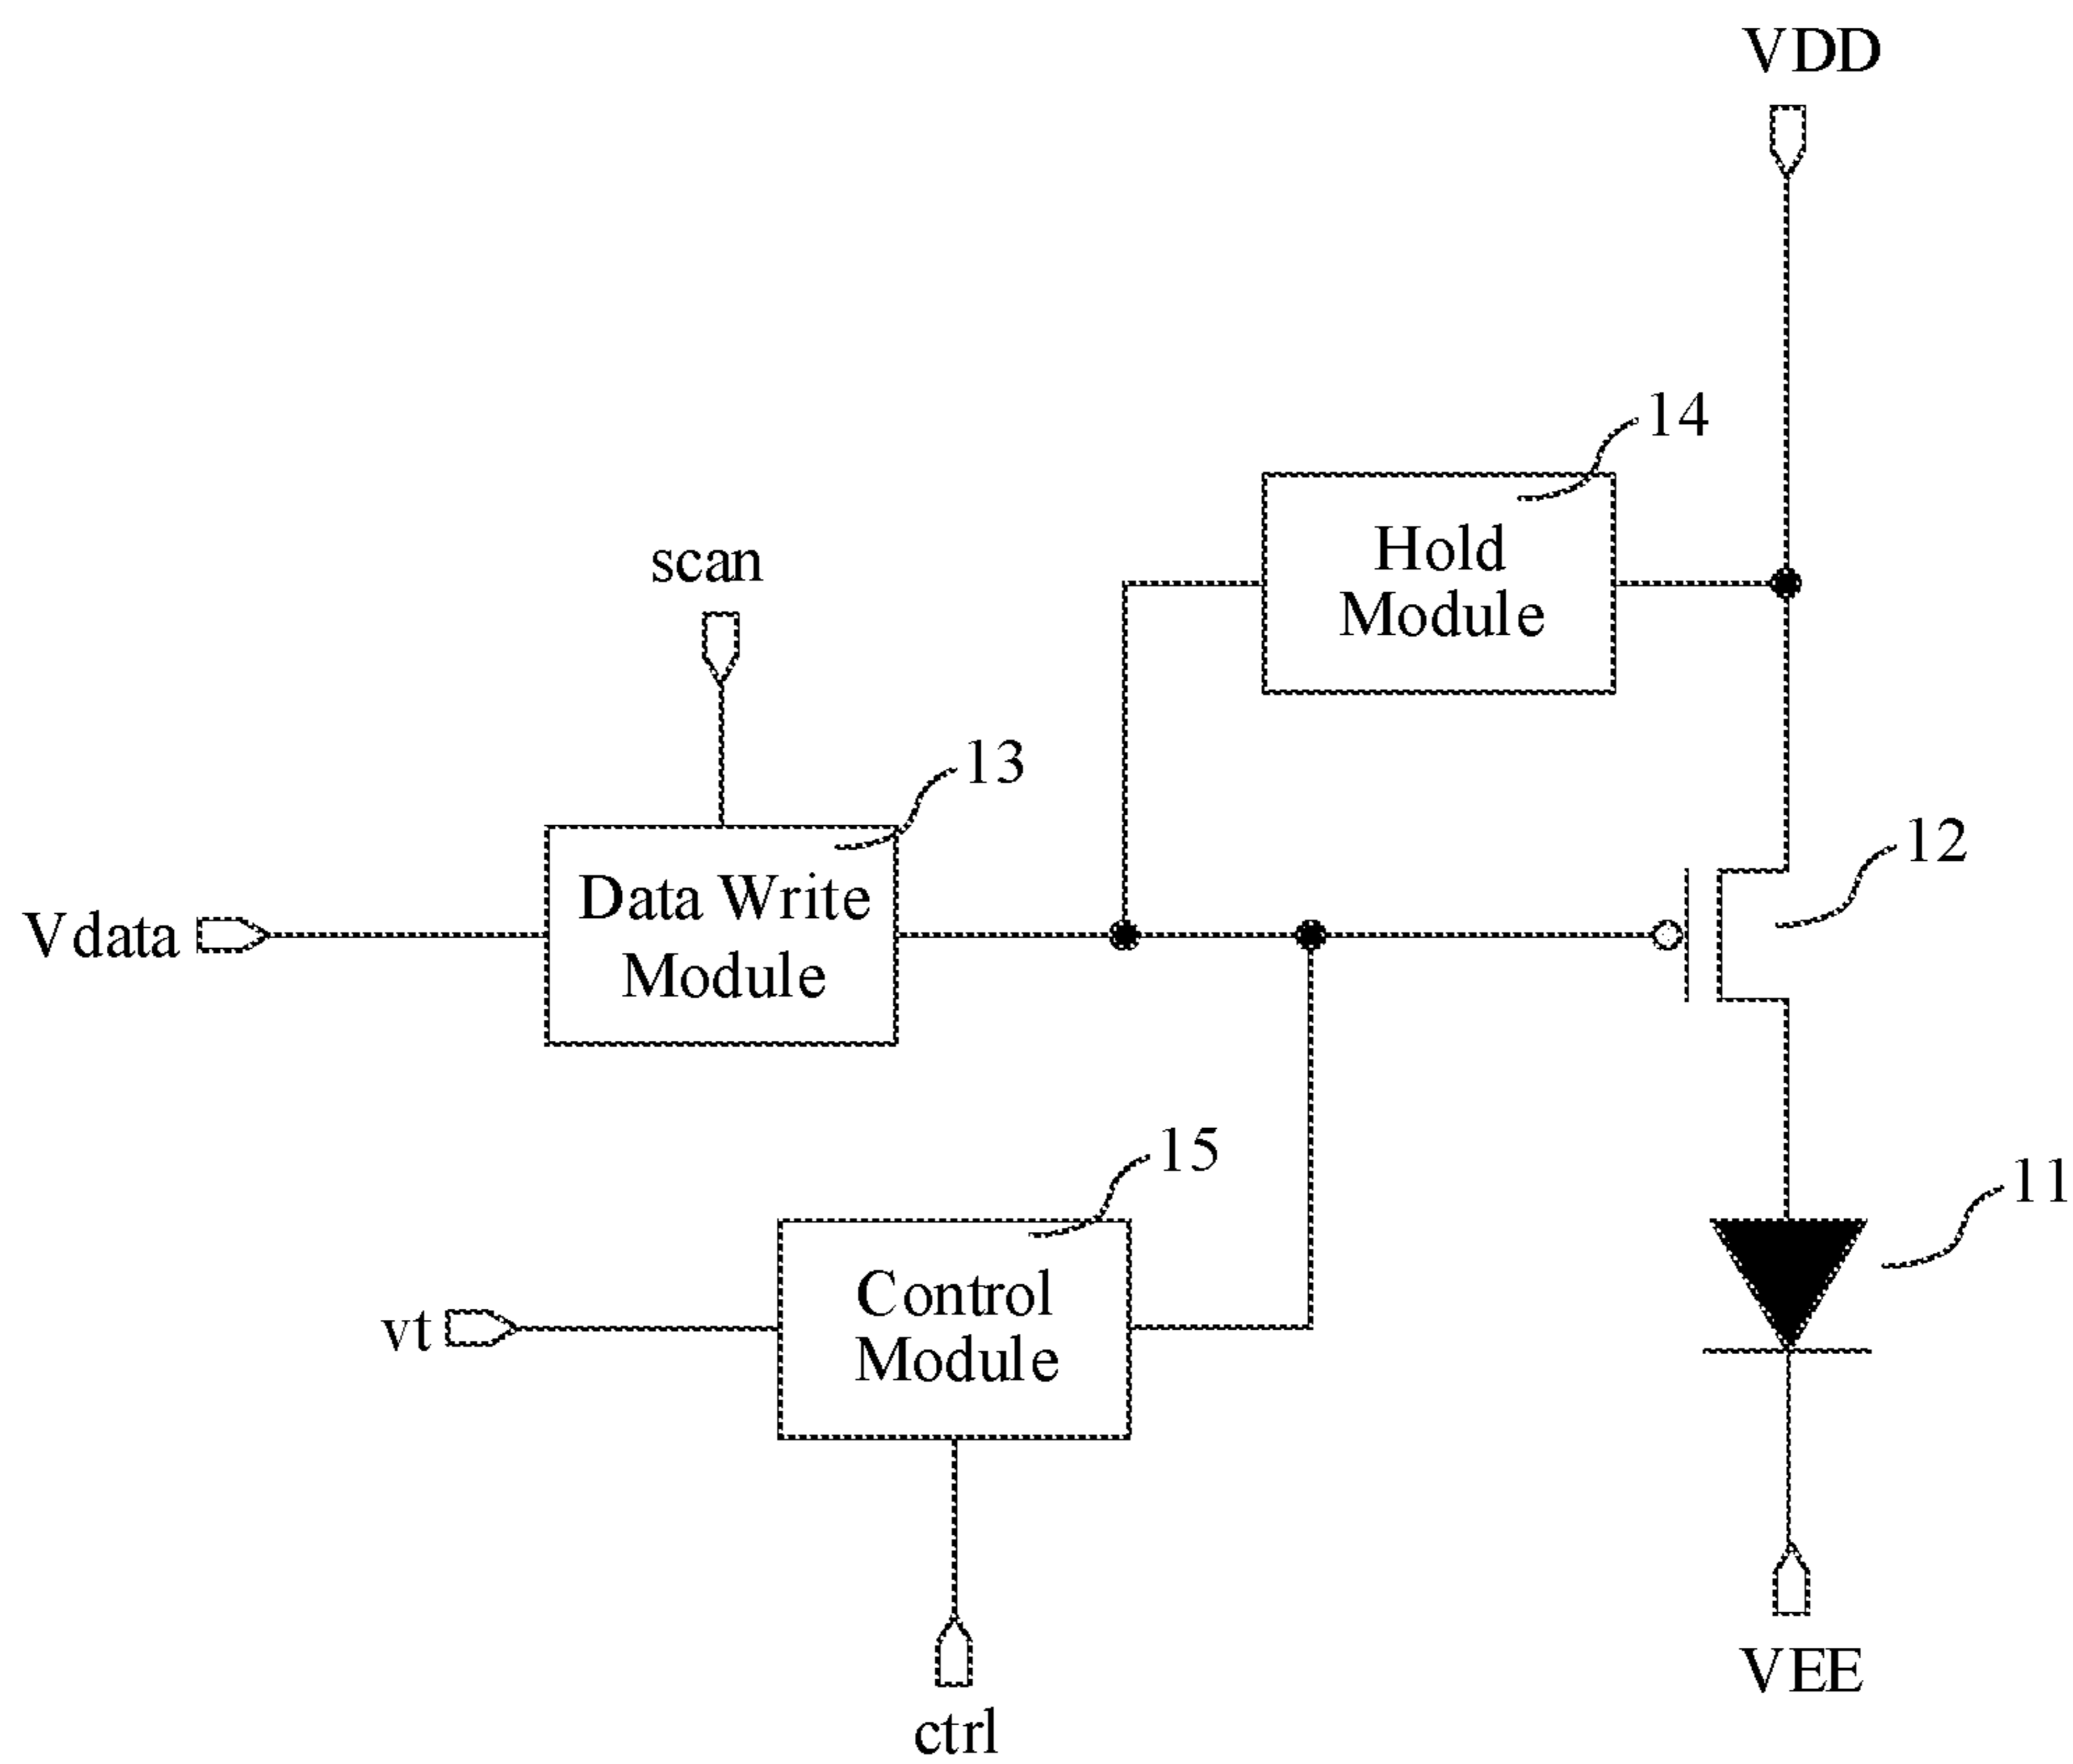 VDD
14
Hold
Module
scan
13
12
Data Write
Module
Vdata
15
11
Control
Module
vt
VEE
ctrl